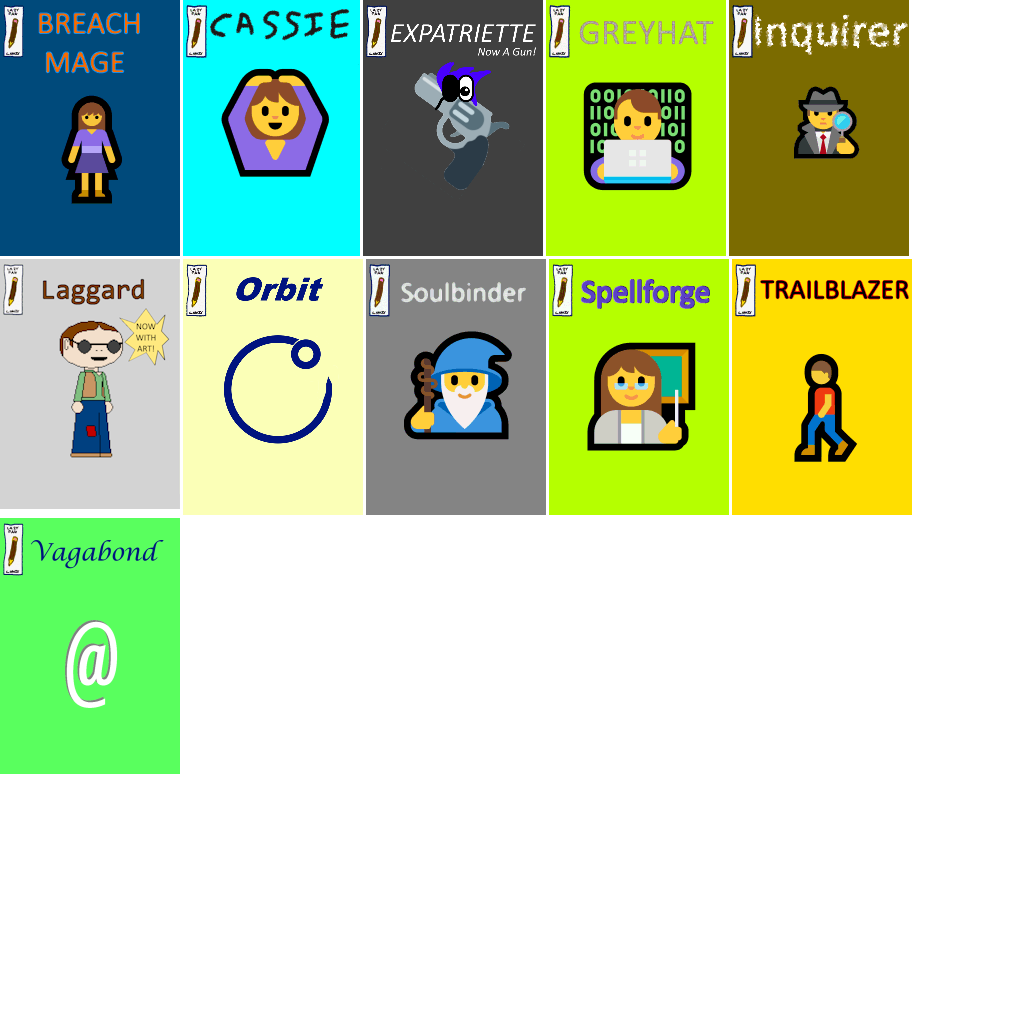 BREACH
MAGE
CASSIE
EXPATRIETTE
Now A Gun!
GREYHAT
Inquirer
Laggard
NOW
WITH
ART!
Orbit
Soulbinder
Spellforge
TRAILBLAZER
Vagabond
@